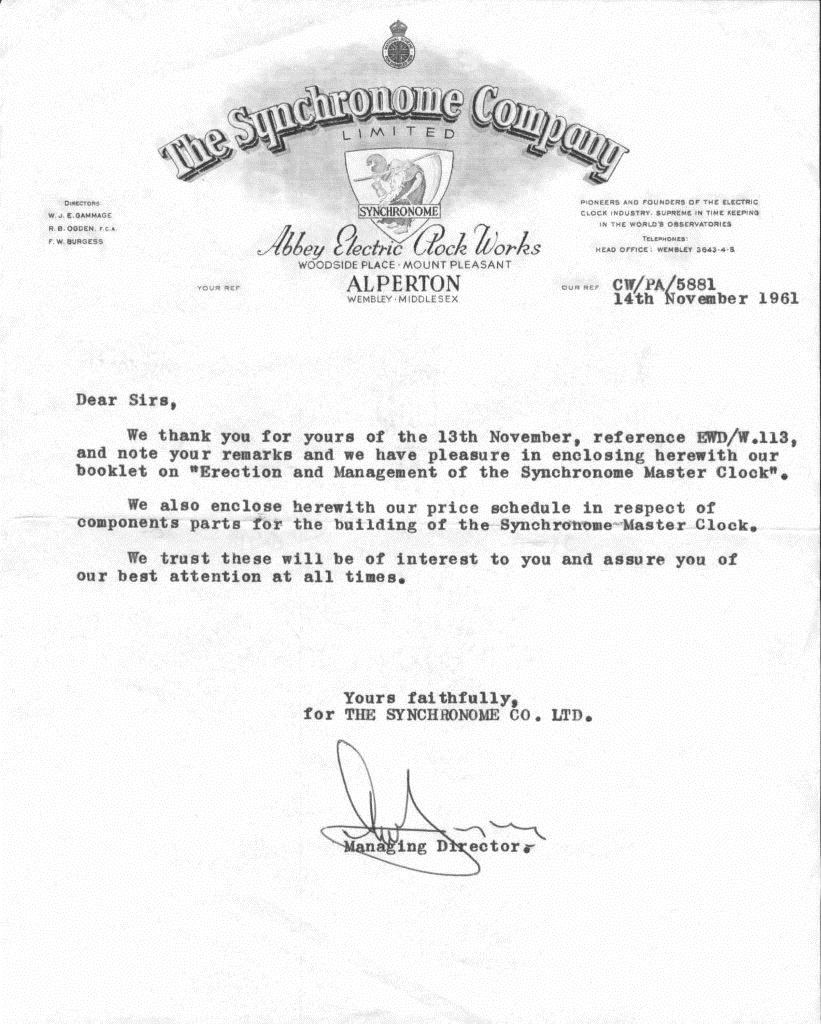 The Synchronome Company
LIMITED
SYNCHRONOME
DIRECTORS
W. J. E. GAMMAGE
R. B. OGDEN, F.C.A.
F. W. BURGESS
PIONEERS AND FOUNDERS OF THE ELECTRIC
CLOCK INDUSTRY. SUPREME IN TIME KEEPING
IN THE WORLD'S OBSERVATORIES
TELEPHONES:
HEAD OFFICE: WEMBLEY 3643-4-5
Abbey Electric Clock Works
WOODSIDE PLACE · MOUNT PLEASANT
ALPERTON
WEMBLEY · MIDDLESEX
YOUR REF
OUR REF CW/PA/5881
14th November 1961
Dear Sirs,
We thank you for yours of the 13th November, reference EWD/W.113,
and note your remarks and we have pleasure in enclosing herewith our
booklet on "Erection and Management of the Synchronome Master Clock".
We also enclose herewith our price schedule in respect of
components parts for the building of the Synchronome Master Clock.
We trust these will be of interest to you and assure you of
our best attention at all times.
Yours faithfully,
for THE SYNCHRONOME CO. LTD.
Managing Director.